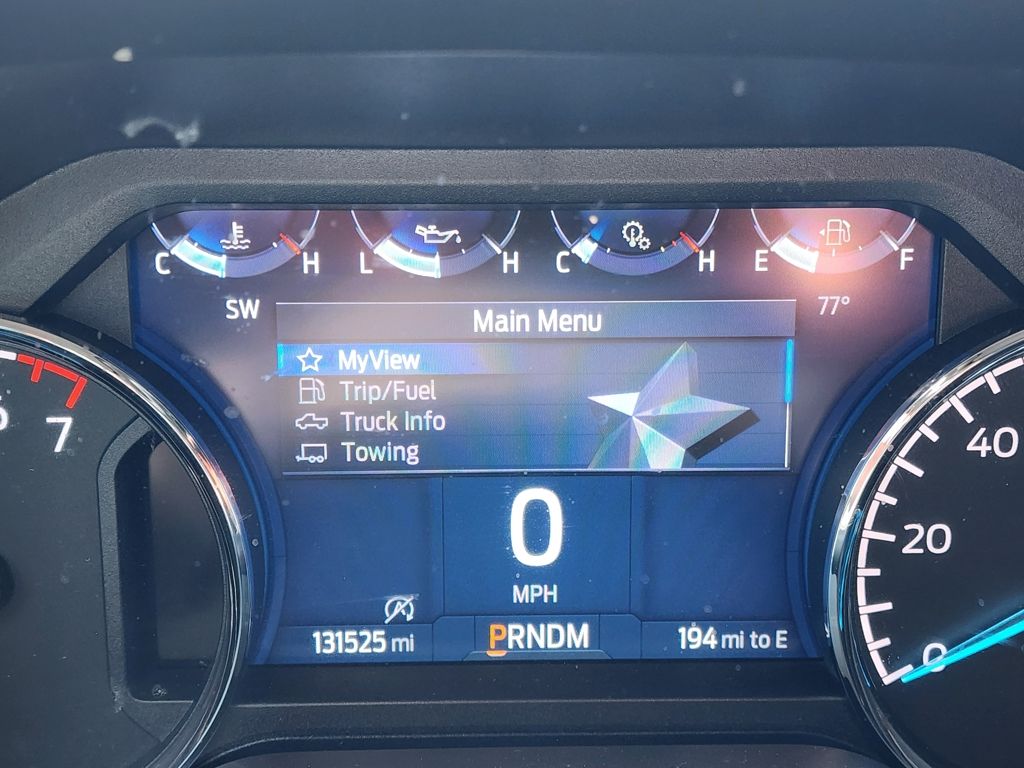 C H L H C H E F
SW
77°
Main Menu
MyView
Trip/Fuel
Truck Info
Towing
7
40
20
0
0
MPH
131525 mi
PRNDM
194 mi to E